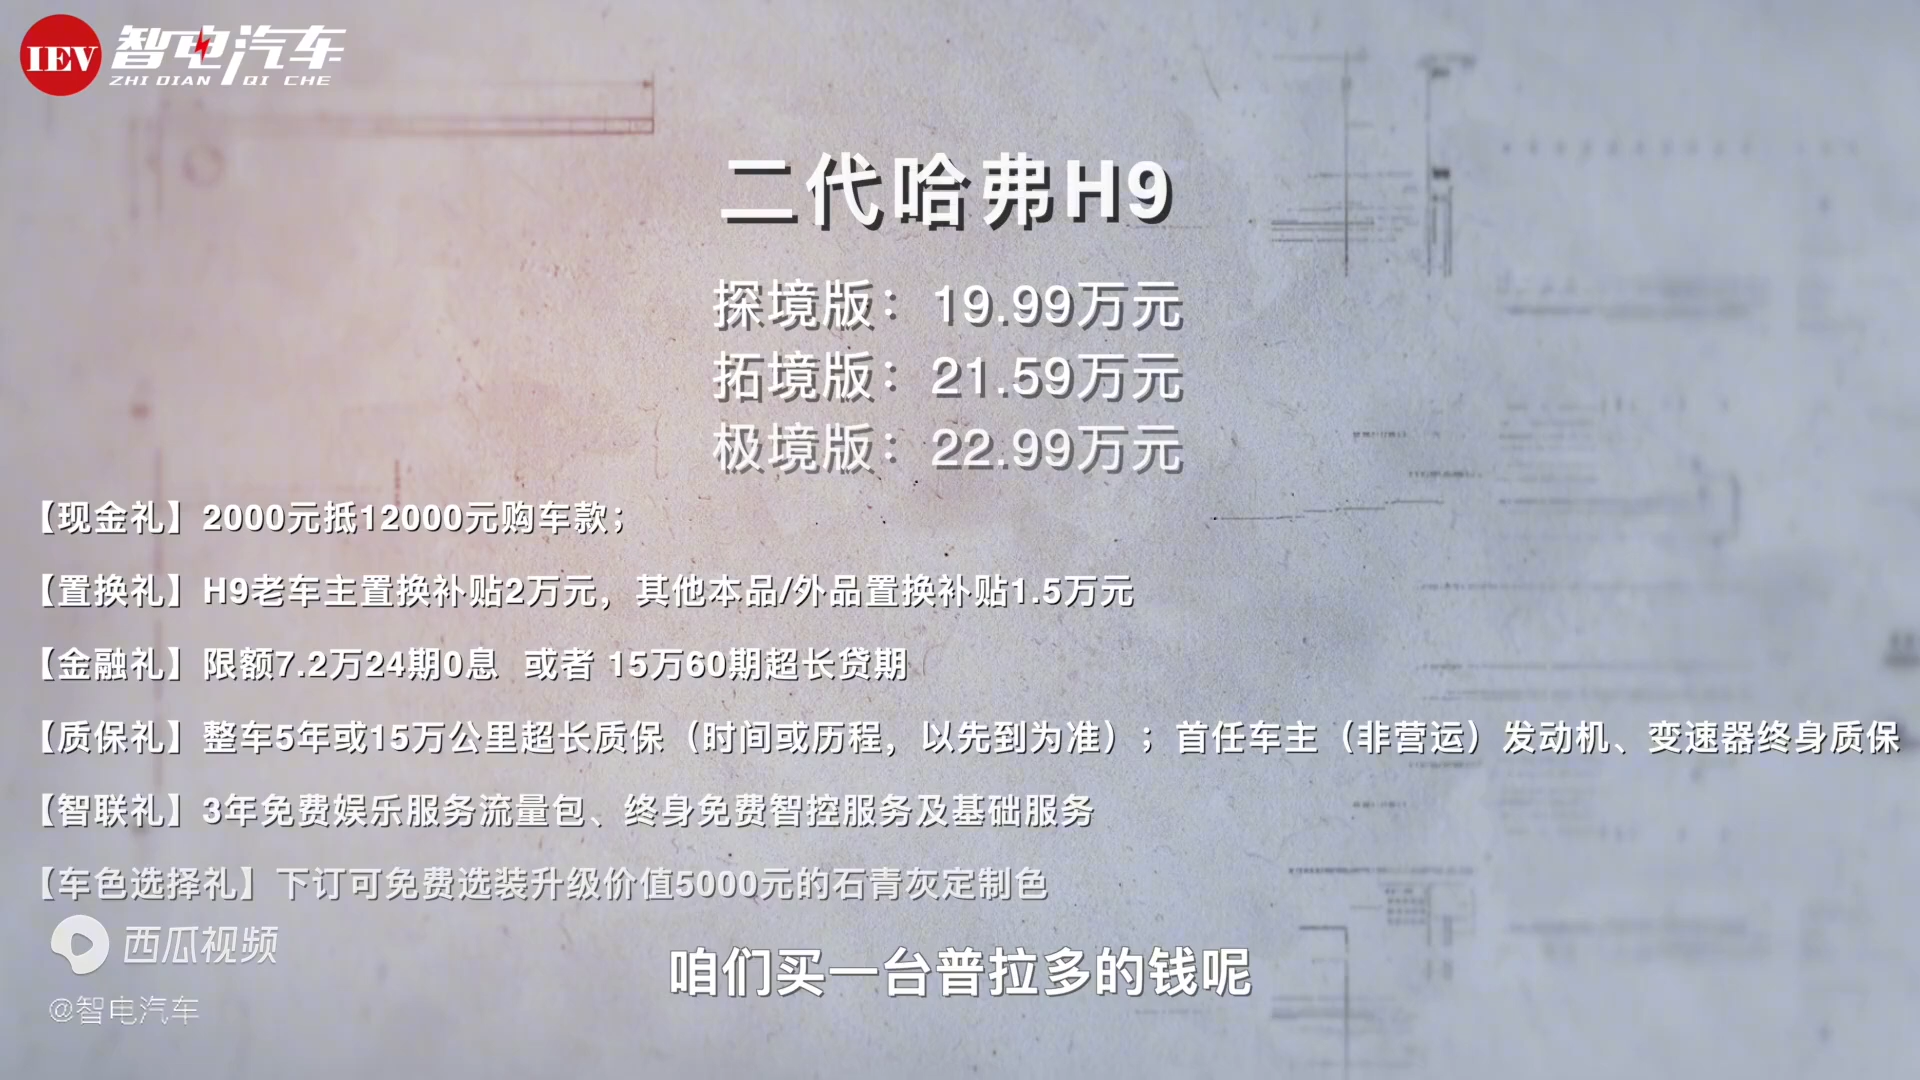 IEV 智电汽车
ZHI DIAN QI CHE
二代哈弗H9
探境版：19.99万元
拓境版：21.59万元
极境版：22.99万元
【现金礼】2000元抵12000元购车款；
【置换礼】H9老车主置换补贴2万元，其他本品/外品置换补贴1.5万元
【金融礼】限额7.2万24期0息 或者 15万60期超长贷期
【质保礼】整车5年或15万公里超长质保（时间或历程，以先到为准）；首任车主（非营运）发动机、变速器终身质保
【智联礼】3年免费娱乐服务流量包、终身免费智控服务及基础服务
【车色选择礼】下订可免费选装升级价值5000元的石青灰定制色
西瓜视频
@智电汽车
咱们买一台普拉多的钱呢